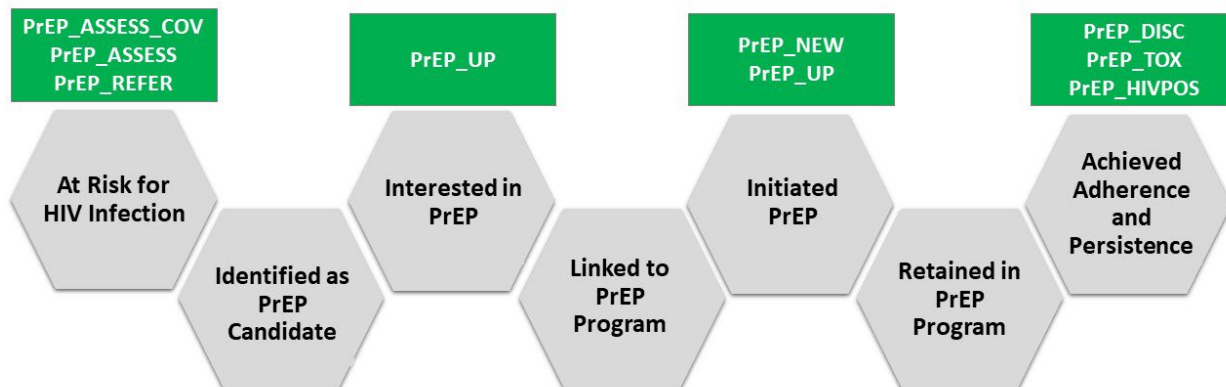 PrEP_ASSESS_COV
PrEP_ASSESS
PrEP_REFER
PrEP_UP
PrEP_NEW
PrEP_UP
PrEP_DISC
PrEP_TOX
PrEP_HIVPOS
At Risk for
HIV Infection
Identified as
PrEP
Candidate
Interested in
PrEP
Linked to
PrEP
Program
Initiated
PrEP
Retained in
PrEP
Program
Achieved
Adherence
and
Persistence